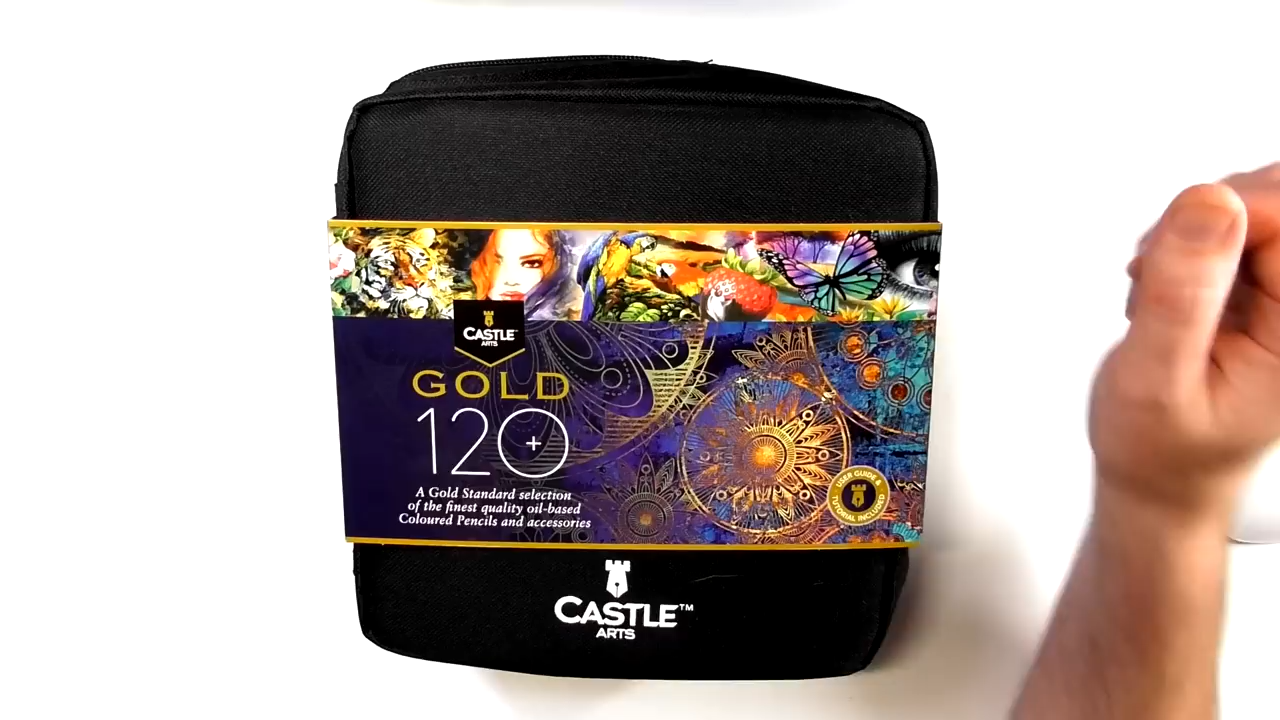 CASTLE
ARTS
GOLD
120+
A Gold Standard selection
of the finest quality oil-based
Coloured Pencils and accessories
USER GUIDE &
TUTORIAL INCLUDED
CASTLE™
ARTS